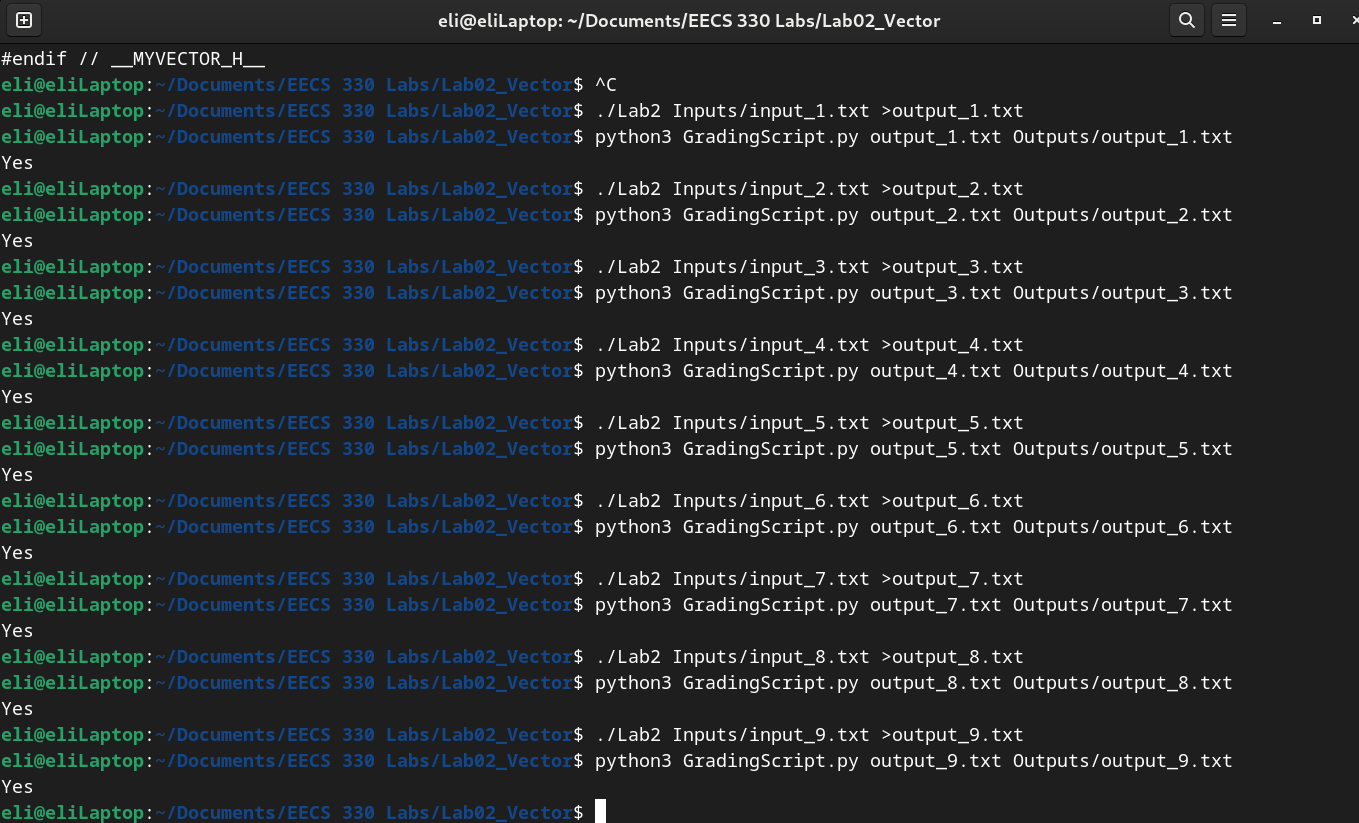 eli@eliLaptop: ~/Documents/EECS 330 Labs/Lab02_Vector
#endif // __MYVECTOR_H__
eli@eliLaptop:~/Documents/EECS 330 Labs/Lab02_Vector$ ^C
eli@eliLaptop:~/Documents/EECS 330 Labs/Lab02_Vector$ ./Lab2 Inputs/input_1.txt >output_1.txt
eli@eliLaptop:~/Documents/EECS 330 Labs/Lab02_Vector$ python3 GradingScript.py output_1.txt Outputs/output_1.txt
Yes
eli@eliLaptop:~/Documents/EECS 330 Labs/Lab02_Vector$ ./Lab2 Inputs/input_2.txt >output_2.txt
eli@eliLaptop:~/Documents/EECS 330 Labs/Lab02_Vector$ python3 GradingScript.py output_2.txt Outputs/output_2.txt
Yes
eli@eliLaptop:~/Documents/EECS 330 Labs/Lab02_Vector$ ./Lab2 Inputs/input_3.txt >output_3.txt
eli@eliLaptop:~/Documents/EECS 330 Labs/Lab02_Vector$ python3 GradingScript.py output_3.txt Outputs/output_3.txt
Yes
eli@eliLaptop:~/Documents/EECS 330 Labs/Lab02_Vector$ ./Lab2 Inputs/input_4.txt >output_4.txt
eli@eliLaptop:~/Documents/EECS 330 Labs/Lab02_Vector$ python3 GradingScript.py output_4.txt Outputs/output_4.txt
Yes
eli@eliLaptop:~/Documents/EECS 330 Labs/Lab02_Vector$ ./Lab2 Inputs/input_5.txt >output_5.txt
eli@eliLaptop:~/Documents/EECS 330 Labs/Lab02_Vector$ python3 GradingScript.py output_5.txt Outputs/output_5.txt
Yes
eli@eliLaptop:~/Documents/EECS 330 Labs/Lab02_Vector$ ./Lab2 Inputs/input_6.txt >output_6.txt
eli@eliLaptop:~/Documents/EECS 330 Labs/Lab02_Vector$ python3 GradingScript.py output_6.txt Outputs/output_6.txt
Yes
eli@eliLaptop:~/Documents/EECS 330 Labs/Lab02_Vector$ ./Lab2 Inputs/input_7.txt >output_7.txt
eli@eliLaptop:~/Documents/EECS 330 Labs/Lab02_Vector$ python3 GradingScript.py output_7.txt Outputs/output_7.txt
Yes
eli@eliLaptop:~/Documents/EECS 330 Labs/Lab02_Vector$ ./Lab2 Inputs/input_8.txt >output_8.txt
eli@eliLaptop:~/Documents/EECS 330 Labs/Lab02_Vector$ python3 GradingScript.py output_8.txt Outputs/output_8.txt
Yes
eli@eliLaptop:~/Documents/EECS 330 Labs/Lab02_Vector$ ./Lab2 Inputs/input_9.txt >output_9.txt
eli@eliLaptop:~/Documents/EECS 330 Labs/Lab02_Vector$ python3 GradingScript.py output_9.txt Outputs/output_9.txt
Yes
eli@eliLaptop:~/Documents/EECS 330 Labs/Lab02_Vector$